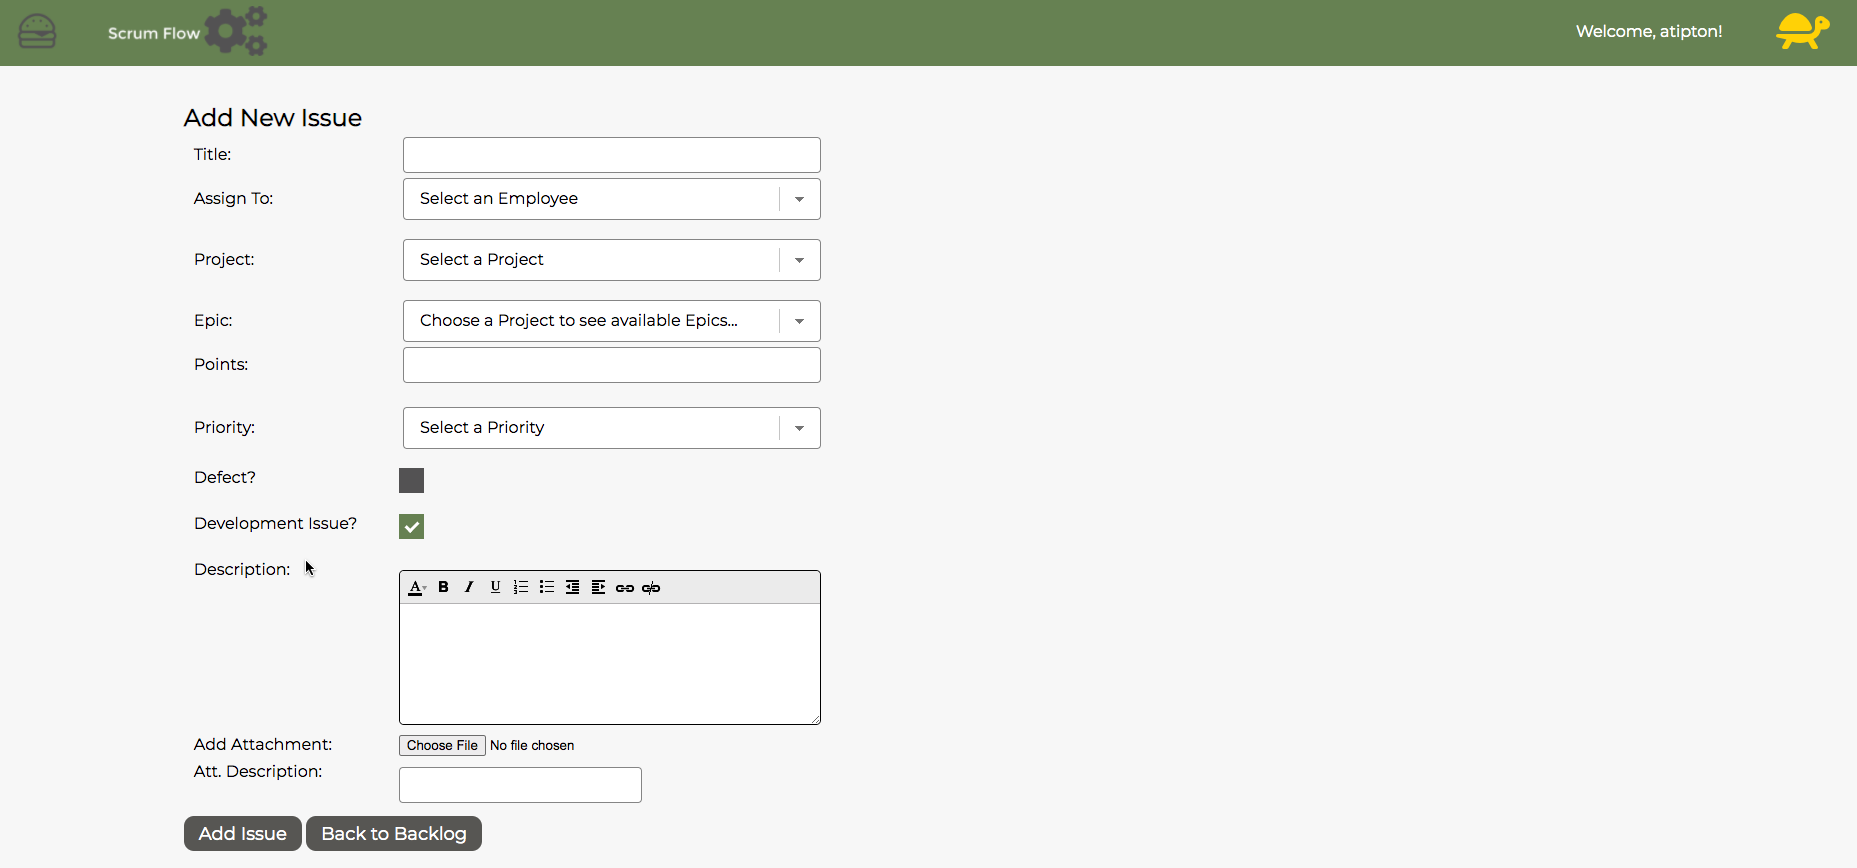 Scrum Flow
Welcome, atipton!
Add New Issue
Title:
Assign To: Select an Employee
Project: Select a Project
Epic: Choose a Project to see available Epics...
Points:
Priority: Select a Priority
Defect?
Development Issue?
Description:
A B I U
Add Attachment: Choose File No file chosen
Att. Description:
Add Issue Back to Backlog